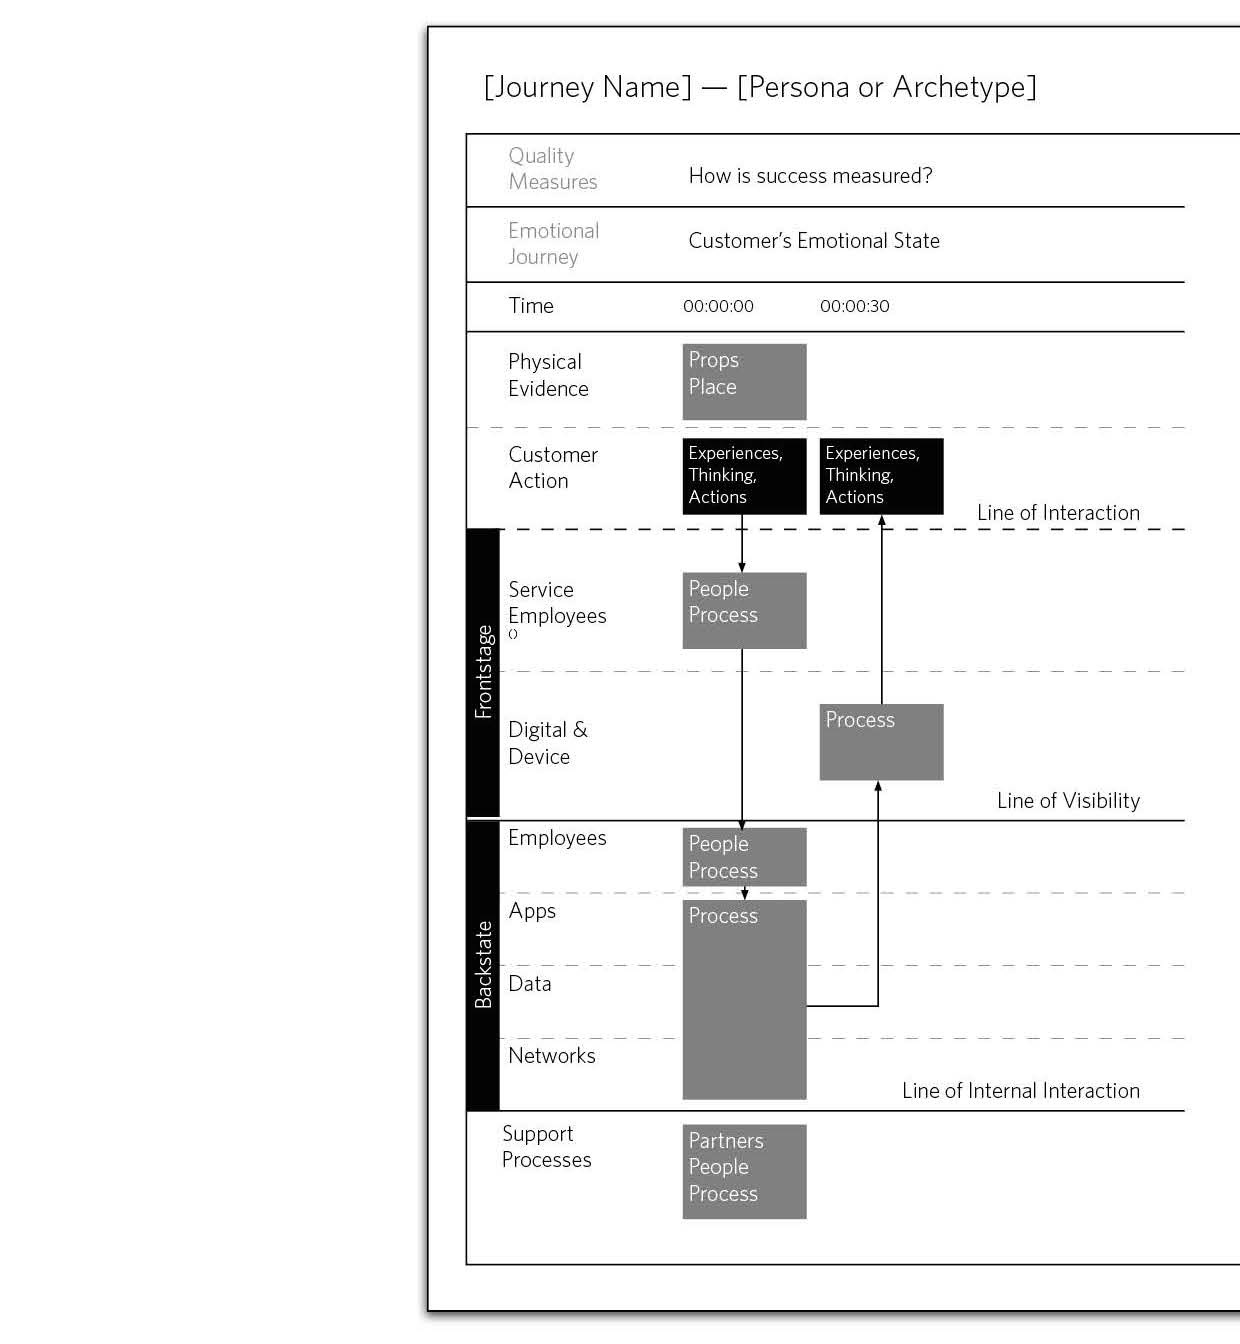 [Journey Name] — [Persona or Archetype]
Quality
Measures
How is success measured?
Emotional
Journey
Customer’s Emotional State
Time
00:00:00
00:00:30
Physical
Evidence
Props
Place
Customer
Action
Experiences,
Thinking,
Actions
Experiences,
Thinking,
Actions
Line of Interaction
Frontstage
Service
Employees
()
People
Process
Digital &
Device
Process
Line of Visibility
Backstate
Employees
People
Process
Apps
Process
Data
Networks
Line of Internal Interaction
Support
Processes
Partners
People
Process